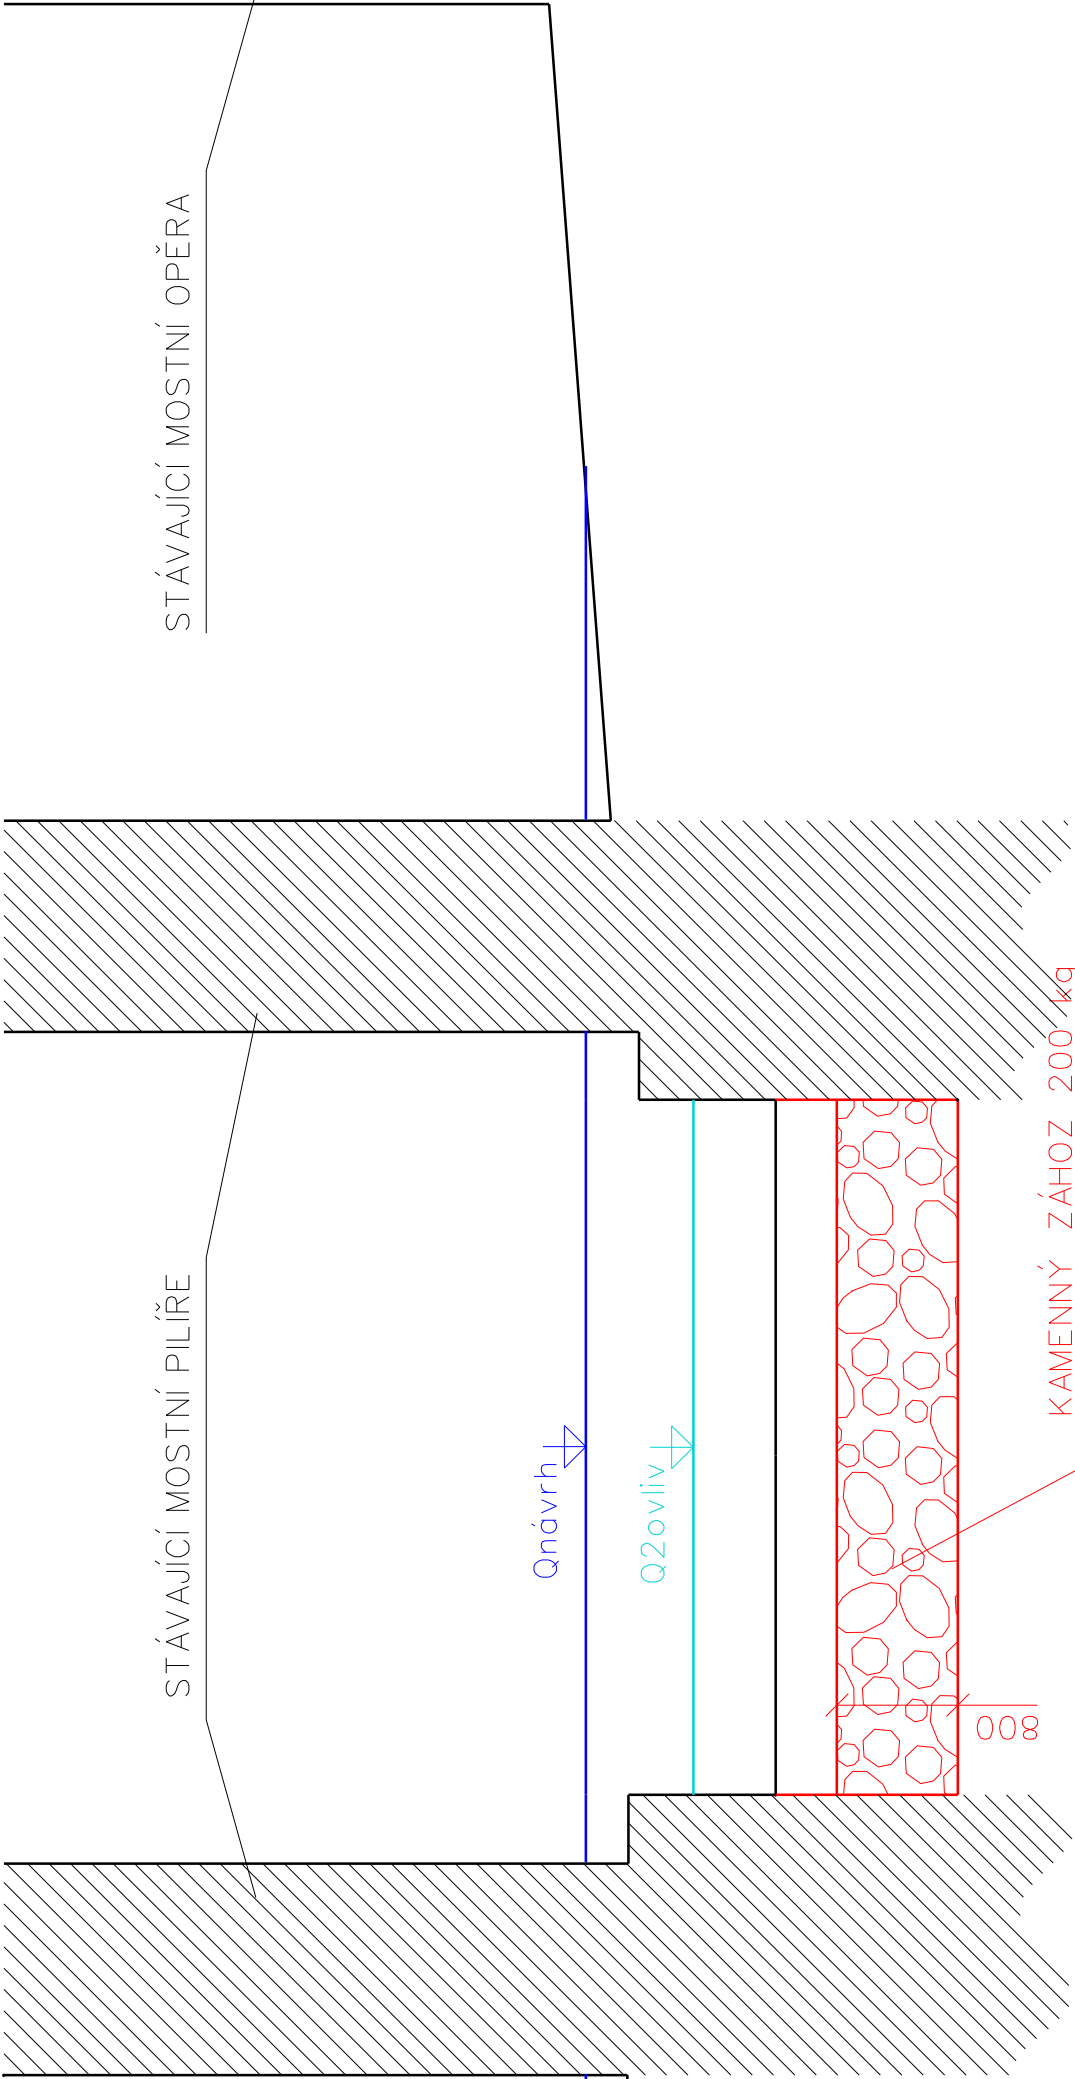 STÁVAJÍCÍ MOSTNÍ PILÍŘE
STÁVAJÍCÍ MOSTNÍ OPĚRA
Qnávrh
Q2ovliv
800
KAMENNÝ ZÁHOZ 200 kg